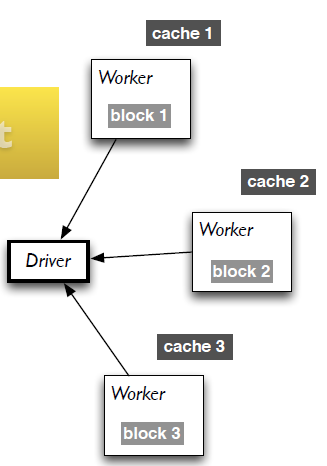 cache 1
Worker
block 1
t
cache 2
Worker
block 2
Driver
cache 3
Worker
block 3